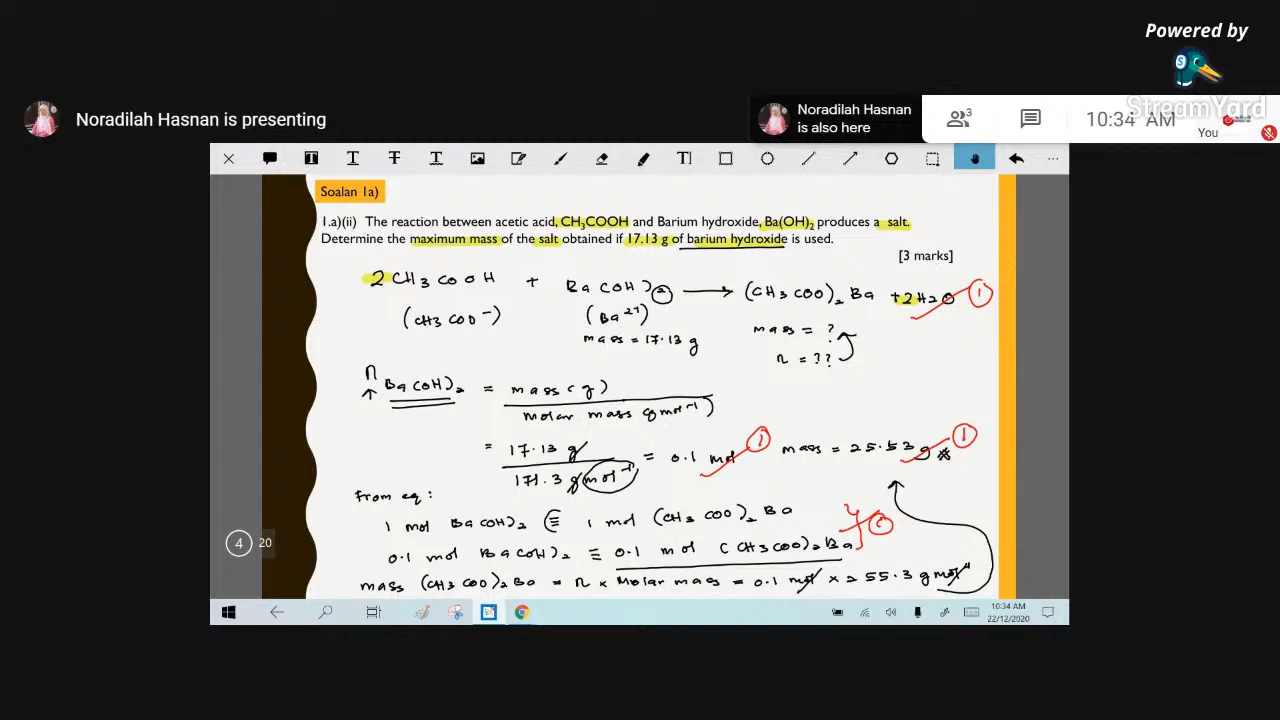 Powered by
StreamYard
Noradilah Hasnan is presenting
Noradilah Hasnan
is also here
3
10:34 AM
You
Soalan 1a)
1.a)(ii) The reaction between acetic acid, CH₃COOH and Barium hydroxide, Ba(OH)₂ produces a salt.
Determine the maximum mass of the salt obtained if 17.13 g of barium hydroxide is used.
[3 marks]
2CH₃COOH + Ba(OH)₂ → (CH₃COO)₂Ba + 2H₂O 1
(CH₃COO⁻) (Ba²⁺) mass = ?
mass = 17.13 g n = ??
n Ba(OH)₂ = mass (g)
molar mass (g mol⁻¹)
= 17.13 g = 0.1 mol 1 mass = 25.53 g * 1
171.3 g mol⁻¹
From eq:
1 mol Ba(OH)₂ ≡ 1 mol (CH₃COO)₂Ba
0.1 mol Ba(OH)₂ ≡ 0.1 mol (CH₃COO)₂Ba
mass (CH₃COO)₂Ba = n × Molar mass = 0.1 mol × 255.3 g mol⁻¹
4 20
10:34 AM
22/12/2020